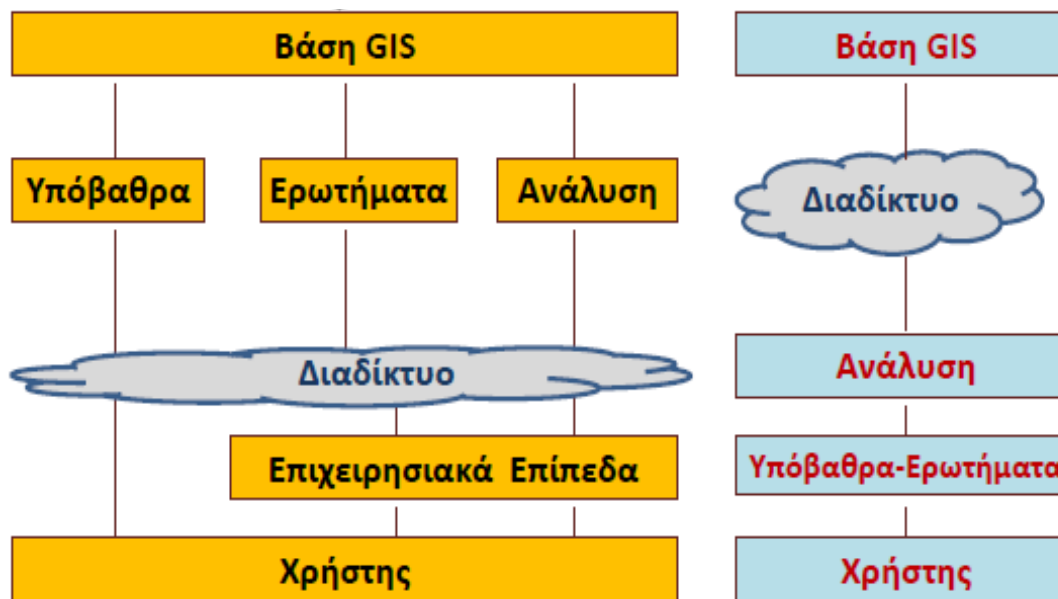 Βάση GIS
Υπόβαθρα
Ερωτήματα
Ανάλυση
Διαδίκτυο
Επιχειρησιακά Επίπεδα
Χρήστης
Βάση GIS
Διαδίκτυο
Ανάλυση
Υπόβαθρα-Ερωτήματα
Χρήστης